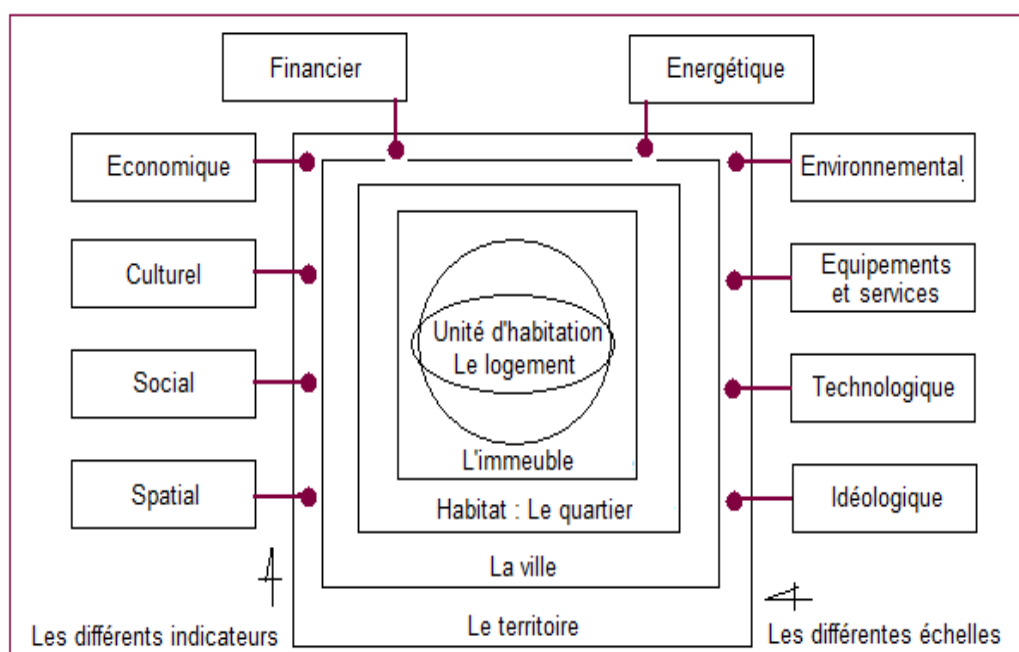 Financier
Energétique
Economique
Environnemental
Culturel
Equipements
et services
Unité d'habitation
Le logement
Social
Technologique
L'immeuble
Spatial
Habitat : Le quartier
Idéologique
La ville
Le territoire
Les différents indicateurs
Les différentes échelles